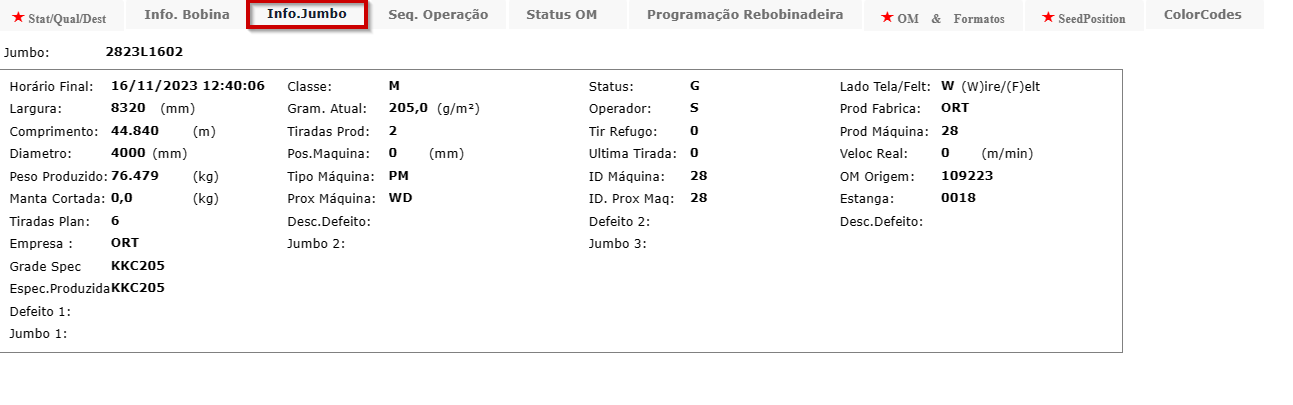 ★ Stat/Qual/Dest Info. Bobina Info.Jumbo Seq. Operação Status OM Programação Rebobinadeira ★ OM & Formatos ★ SeedPosition ColorCodes
Jumbo: 2823L1602
Horário Final: 16/11/2023 12:40:06 Classe: M Status: G Lado Tela/Felt: W (W)ire/(F)elt
Largura: 8320 (mm) Gram. Atual: 205,0 (g/m²) Operador: S Prod Fabrica: ORT
Comprimento: 44.840 (m) Tiradas Prod: 2 Tir Refugo: 0 Prod Máquina: 28
Diametro: 4000 (mm) Pos.Maquina: 0 (mm) Ultima Tirada: 0 Veloc Real: 0 (m/min)
Peso Produzido: 76.479 (kg) Tipo Máquina: PM ID Máquina: 28 OM Origem: 109223
Manta Cortada: 0,0 (kg) Prox Máquina: WD ID. Prox Maq: 28 Estanga: 0018
Tiradas Plan: 6 Desc.Defeito: Defeito 2: Desc.Defeito:
Empresa : ORT Jumbo 2: Jumbo 3:
Grade Spec KKC205
Espec.Produzida KKC205
Defeito 1:
Jumbo 1: